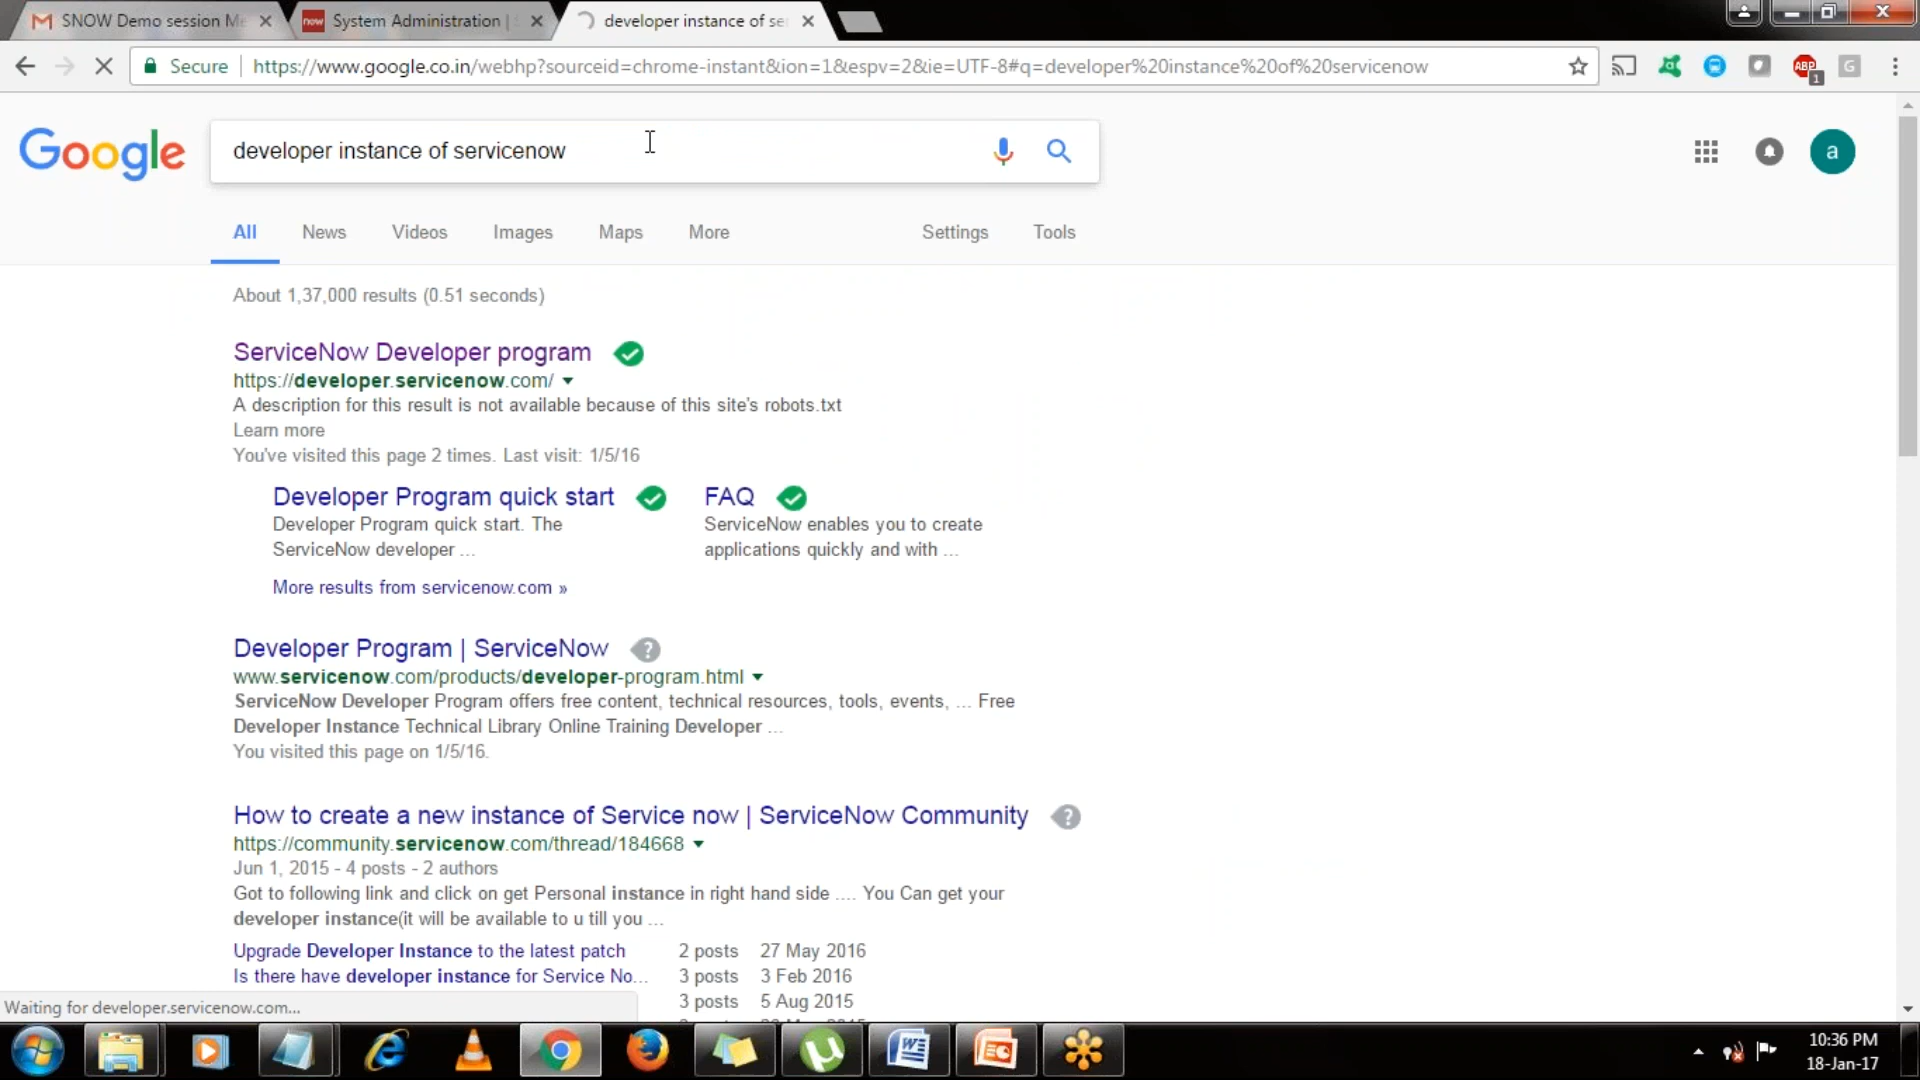 SNOW Demo session M
now System Administration |
developer instance of se
Secure https://www.google.co.in/webhp?sourceid=chrome-instant&ion=1&espv=2&ie=UTF-8#q=developer%20instance%20of%20servicenow
ABP
1
G
Google
developer instance of servicenow
a
All News Videos Images Maps More Settings Tools
About 1,37,000 results (0.51 seconds)
ServiceNow Developer program
https://developer.servicenow.com/
A description for this result is not available because of this site's robots.txt
Learn more
You've visited this page 2 times. Last visit: 1/5/16
Developer Program quick start
Developer Program quick start. The
ServiceNow developer ...
FAQ
ServiceNow enables you to create
applications quickly and with ...
More results from servicenow.com »
Developer Program | ServiceNow
www.servicenow.com/products/developer-program.html
ServiceNow Developer Program offers free content, technical resources, tools, events, ... Free
Developer Instance Technical Library Online Training Developer ...
You visited this page on 1/5/16.
How to create a new instance of Service now | ServiceNow Community
https://community.servicenow.com/thread/184668
Jun 1, 2015 - 4 posts - 2 authors
Got to following link and click on get Personal instance in right hand side .... You Can get your
developer instance(it will be available to u till you ...
Upgrade Developer Instance to the latest patch 2 posts 27 May 2016
Is there have developer instance for Service No... 3 posts 3 Feb 2016
3 posts 5 Aug 2015
Waiting for developer.servicenow.com...
10:36 PM
18-Jan-17